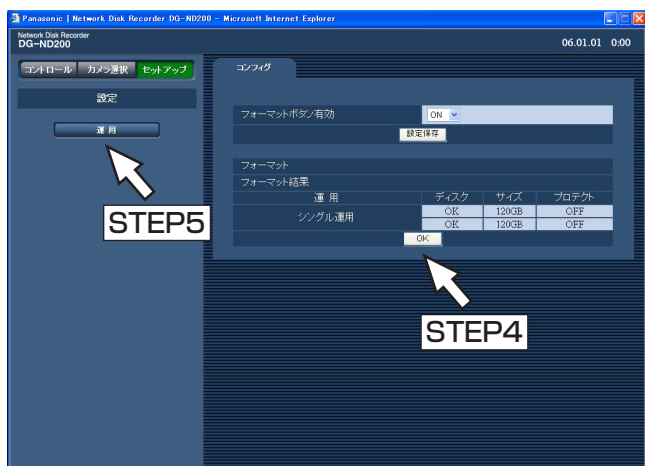 Panasonic | Network Disk Recorder DG-ND200 - Microsoft Internet Explorer
Network Disk Recorder
DG-ND200
06.01.01 0:00
コントロール カメラ選択 セットアップ
コンフィグ
設定
運用
フォーマットボタン有効 ON
設定保存
フォーマット
フォーマット結果
運用 ディスク サイズ プロテクト
シングル運用
OK 120GB OFF
OK 120GB OFF
OK
STEP5
STEP4